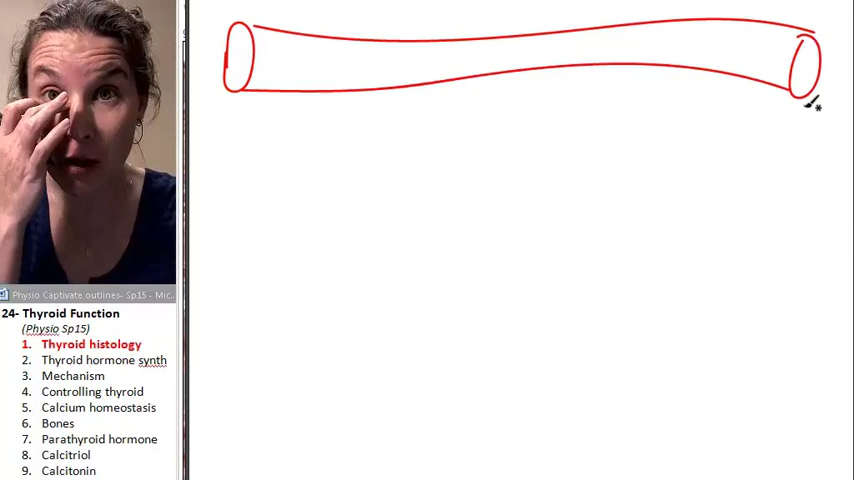 Physio Captivate outlines- Sp15 - Mic...
24- Thyroid Function
(Physio Sp15)
1. Thyroid histology
2. Thyroid hormone synth
3. Mechanism
4. Controlling thyroid
5. Calcium homeostasis
6. Bones
7. Parathyroid hormone
8. Calcitriol
9. Calcitonin